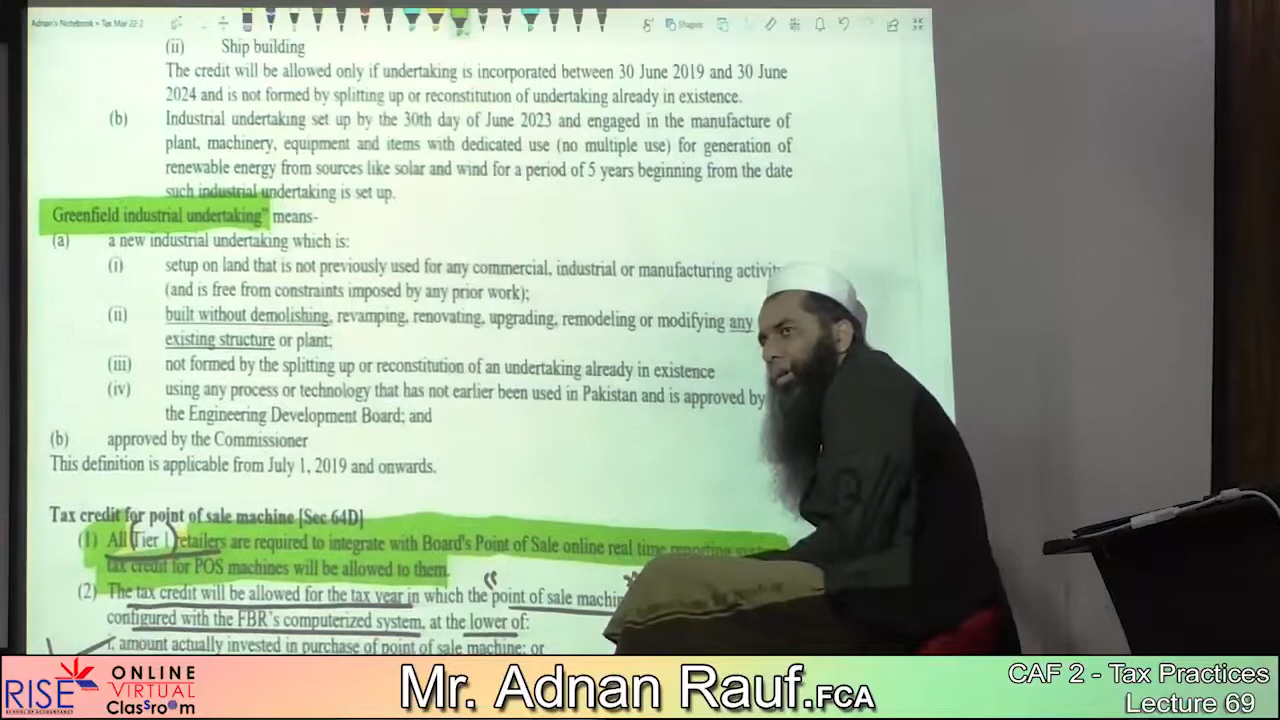 Adnan's Notebook > Tax Mar 22 2
Shapes
(ii) Ship building
The credit will be allowed only if undertaking is incorporated between 30 June 2019 and 30 June
2024 and is not formed by splitting up or reconstitution of undertaking already in existence.
(b) Industrial undertaking set up by the 30th day of June 2023 and engaged in the manufacture of
plant, machinery, equipment and items with dedicated use (no multiple use) for generation of
renewable energy from sources like solar and wind for a period of 5 years beginning from the date
such industrial undertaking is set up.
Greenfield industrial undertaking" means-
(a) a new industrial undertaking which is:
(i) setup on land that is not previously used for any commercial, industrial or manufacturing activity
(and is free from constraints imposed by any prior work);
(ii) built without demolishing, revamping, renovating, upgrading, remodeling or modifying any
existing structure or plant;
(iii) not formed by the splitting up or reconstitution of an undertaking already in existence
(iv) using any process or technology that has not earlier been used in Pakistan and is approved by
the Engineering Development Board; and
(b) approved by the Commissioner
This definition is applicable from July 1, 2019 and onwards.
Tax credit for point of sale machine [Sec 64D]
(1) All Tier 1 retailers are required to integrate with Board's Point of Sale online real time reporting
tax credit for POS machines will be allowed to them.
(2) The tax credit will be allowed for the tax year in which the point of sale machin
configured with the FBR's computerized system, at the lower of:
amount actually invested in purchase of point of sale machine; or
RISE
SCHOOL OF ACCOUNTANCY
ONLINE
VIRTUAL
Classroom
Mr. Adnan Rauf.FCA
CAF 2 - Tax Practices
Lecture 69